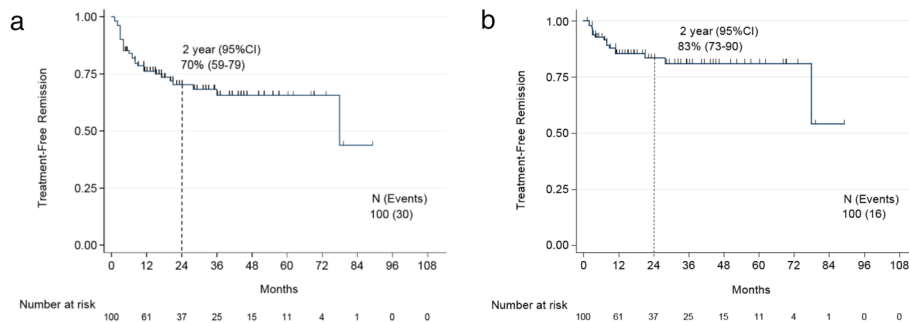 a
1.00
0.75
0.50
0.25
0.00
Treatment-Free Remission
2 year (95%CI)
70% (59-79)
N (Events)
100 (30)
0 12 24 36 48 60 72 84 96 108
Months
Number at risk
100 61 37 25 15 11 4 1 0 0
b
1.00
0.75
0.50
0.25
0.00
Treatment-Free Remission
2 year (95%CI)
83% (73-90)
N (Events)
100 (16)
0 12 24 36 48 60 72 84 96 108
Months
Number at risk
100 61 37 25 15 11 4 1 0 0